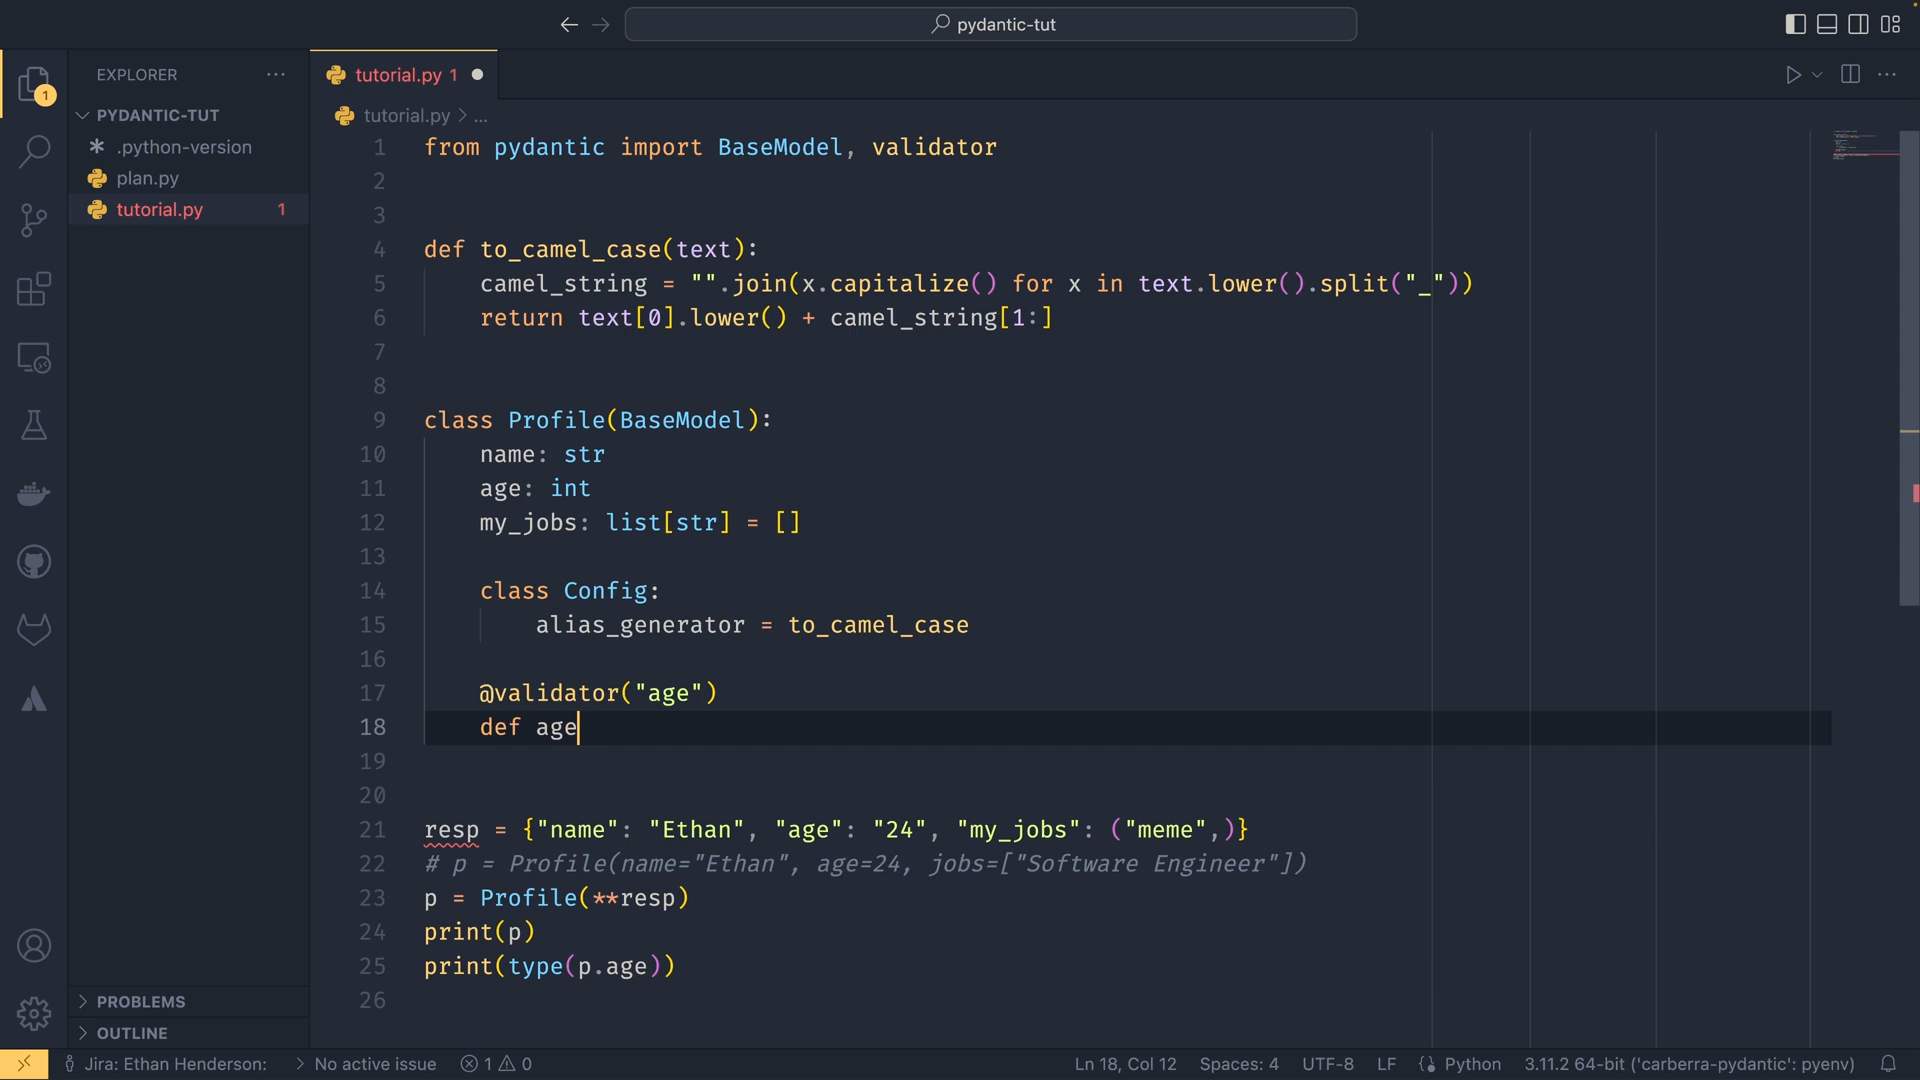 pydantic-tut
EXPLORER
PYDANTIC-TUT
.python-version
plan.py
tutorial.py 1
1
tutorial.py 1
tutorial.py > ...
1 from pydantic import BaseModel, validator
2
3
4 def to_camel_case(text):
5 camel_string = "".join(x.capitalize() for x in text.lower().split("_"))
6 return text[0].lower() + camel_string[1:]
7
8
9 class Profile(BaseModel):
10 name: str
11 age: int
12 my_jobs: list[str] = []
13
14 class Config:
15 alias_generator = to_camel_case
16
17 @validator("age")
18 def age
19
20
21 resp = {"name": "Ethan", "age": "24", "my_jobs": ("meme",)}
22 # p = Profile(name="Ethan", age=24, jobs=["Software Engineer"])
23 p = Profile(**resp)
24 print(p)
25 print(type(p.age))
26
PROBLEMS
OUTLINE
Jira: Ethan Henderson: > No active issue 1 0 Ln 18, Col 12 Spaces: 4 UTF-8 LF Python 3.11.2 64-bit ('carberra-pydantic': pyenv)